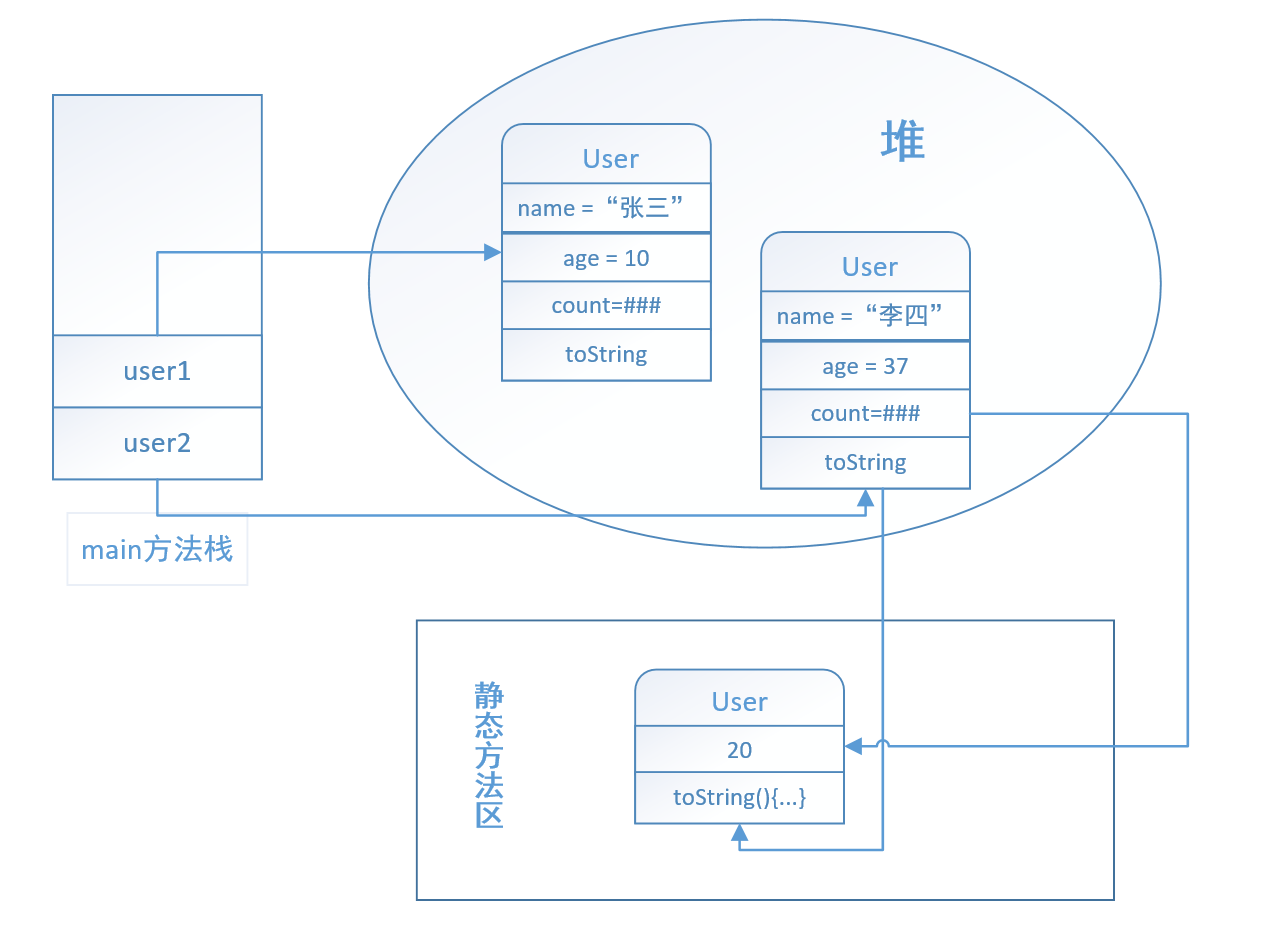 堆
User
name =“张三”
age = 10
count=###
toString
User
name =“李四”
age = 37
count=###
toString
user1
user2
main方法栈
静态方法区
User
20
toString(){...}